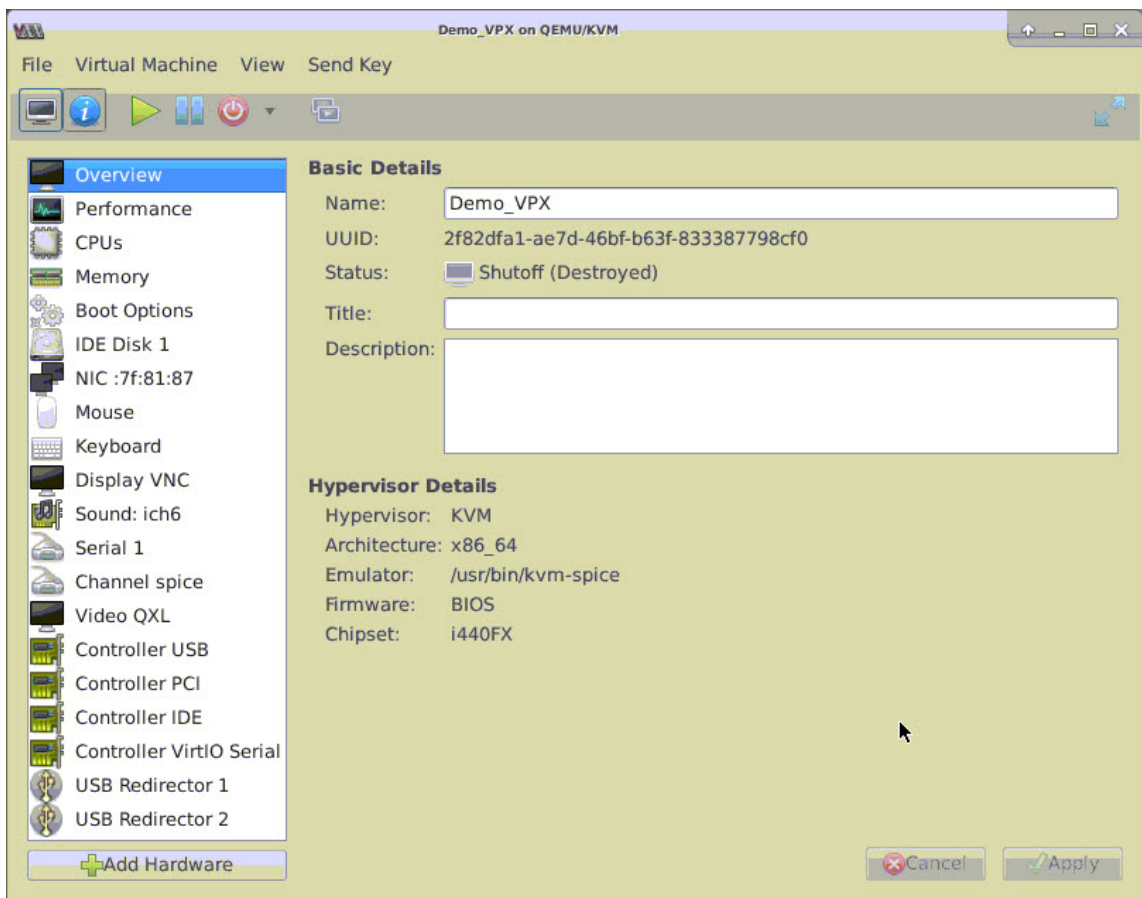 Demo_VPX on QEMU/KVM
File Virtual Machine View Send Key
Overview
Performance
CPUs
Memory
Boot Options
IDE Disk 1
NIC :7f:81:87
Mouse
Keyboard
Display VNC
Sound: ich6
Serial 1
Channel spice
Video QXL
Controller USB
Controller PCI
Controller IDE
Controller VirtIO Serial
USB Redirector 1
USB Redirector 2
Add Hardware
Basic Details
Name: Demo_VPX
UUID: 2f82dfa1-ae7d-46bf-b63f-833387798cf0
Status: Shutoff (Destroyed)
Title:
Description:
Hypervisor Details
Hypervisor: KVM
Architecture: x86_64
Emulator: /usr/bin/kvm-spice
Firmware: BIOS
Chipset: i440FX
Cancel Apply